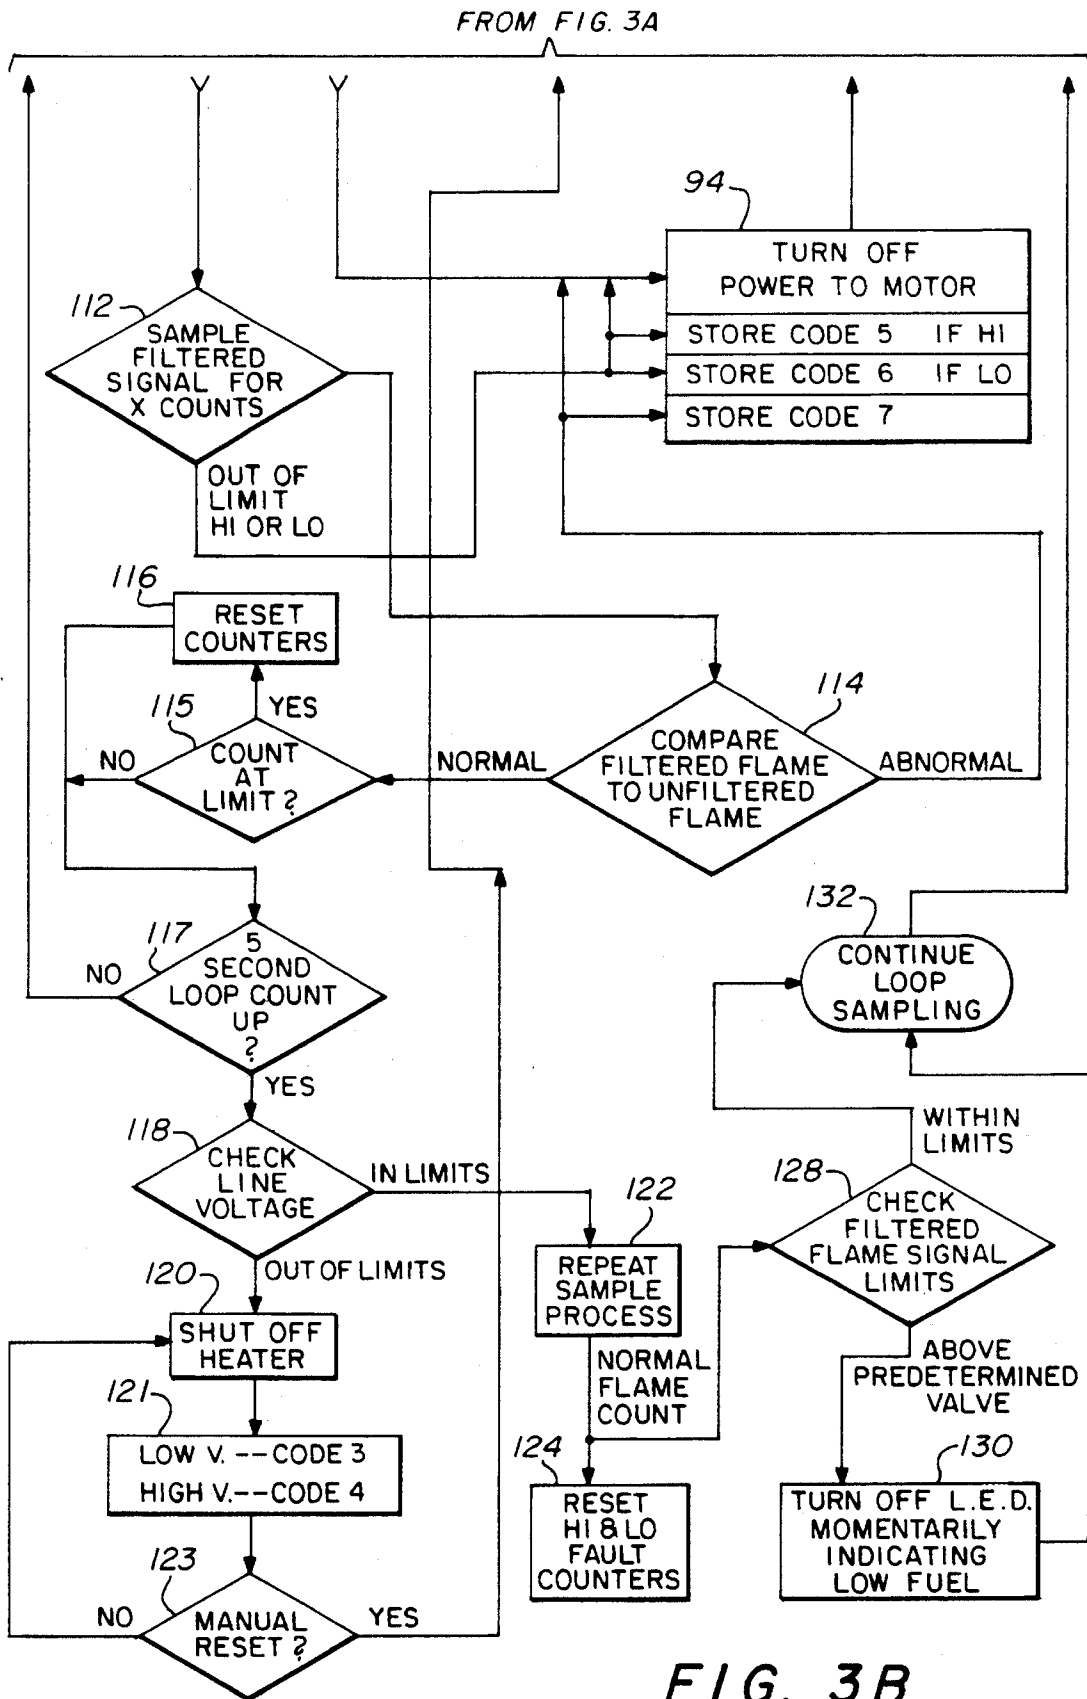 FROM FIG. 3A
94
TURN OFF
POWER TO MOTOR
STORE CODE 5 IF HI
STORE CODE 6 IF LO
STORE CODE 7
112
SAMPLE
FILTERED
SIGNAL FOR
X COUNTS
OUT OF
LIMIT
HI OR LO
116
RESET
COUNTERS
115
YES
NO
COUNT
AT
LIMIT ?
NORMAL
114
COMPARE
FILTERED FLAME
TO UNFILTERED
FLAME
ABNORMAL
117
NO
5
SECOND
LOOP COUNT
UP
?
YES
132
CONTINUE
LOOP
SAMPLING
118
CHECK
LINE
VOLTAGE
IN LIMITS
OUT OF LIMITS
WITHIN
LIMITS
128
CHECK
FILTERED
FLAME SIGNAL
LIMITS
122
REPEAT
SAMPLE
PROCESS
120
SHUT OFF
HEATER
NORMAL
FLAME
COUNT
ABOVE
PREDETERMINED
VALVE
121
LOW V. -- CODE 3
HIGH V. -- CODE 4
124
RESET
HI & LO
FAULT
COUNTERS
130
TURN OFF L.E.D.
MOMENTARILY
INDICATING
LOW FUEL
123
NO
MANUAL
RESET ?
YES
FIG. 3B